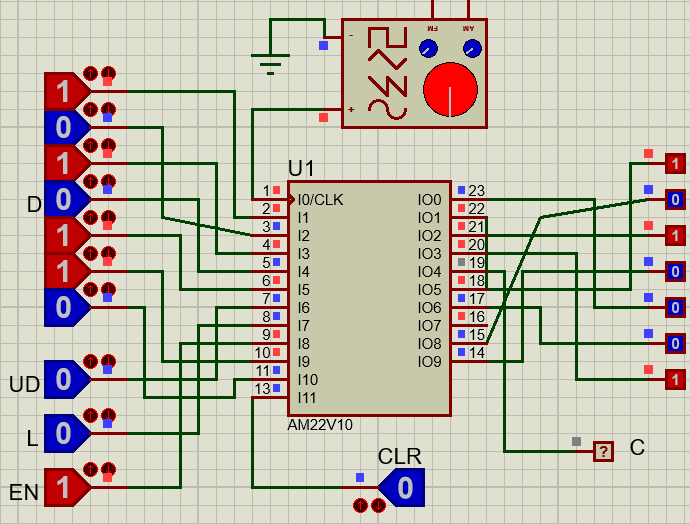 FM AM
-
+
1
0
1
D 0
1
1
0
UD 0
L 0
EN 1
U1
1 I0/CLK IO0 23
2 I1 IO1 22
3 I2 IO2 21
4 I3 IO3 20
5 I4 IO4 19
6 I5 IO5 18
7 I6 IO6 17
8 I7 IO7 16
9 I8 IO8 15
10 I9 IO9 14
11 I10
13 I11
AM22V10
CLR
0
1
0
1
0
0
0
1
? C